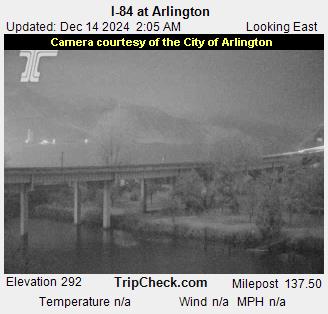 I-84 at Arlington
Updated: Dec 14 2024 2:05 AM Looking East
Camera courtesy of the City of Arlington
Elevation 292 TripCheck.com Milepost 137.50
Temperature n/a Wind n/a MPH n/a